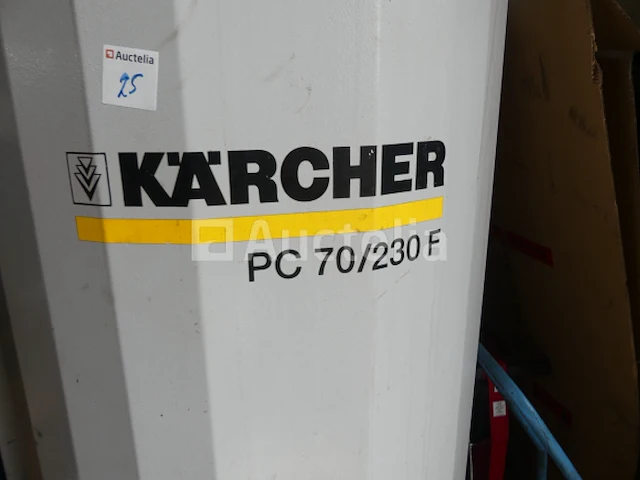 Auctelia
25
KÄRCHER
Auctelia
PC 70/230 F